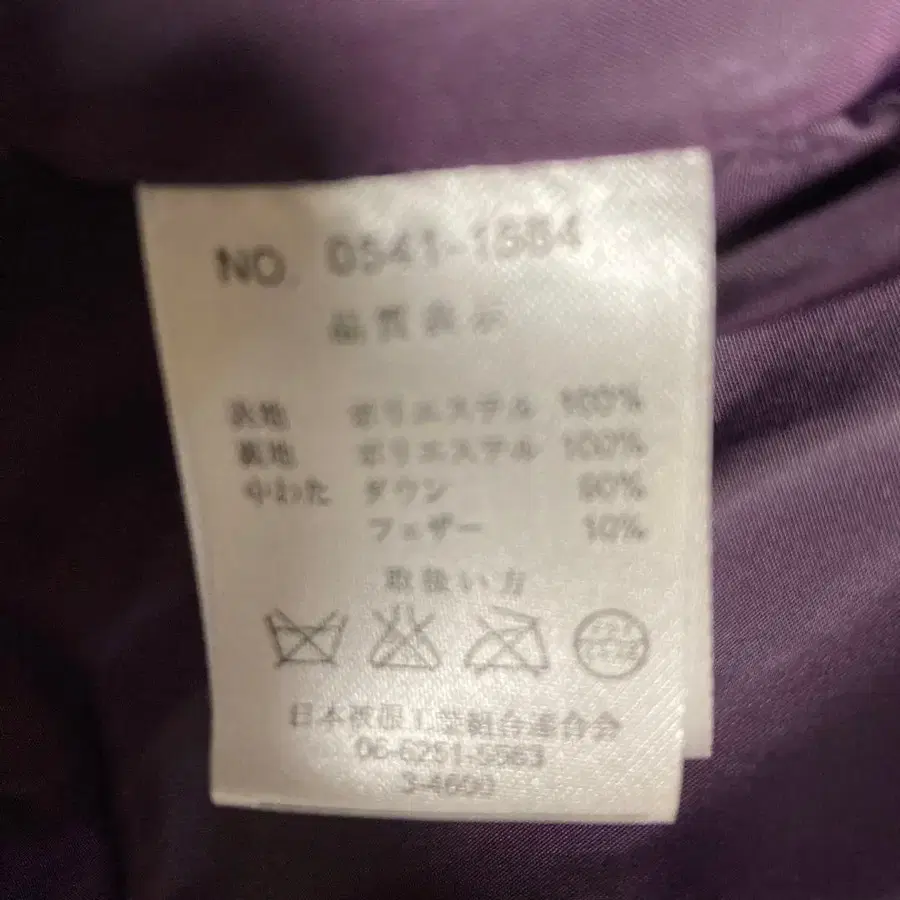 NO. 0541-1564
品質表示
表地 ポリエステル 100%
裏地 ポリエステル 100%
中わた ダウン 90%
フェザー 10%
取扱い方
日本被服工業組合連合会
06-6251-5563
3-4600